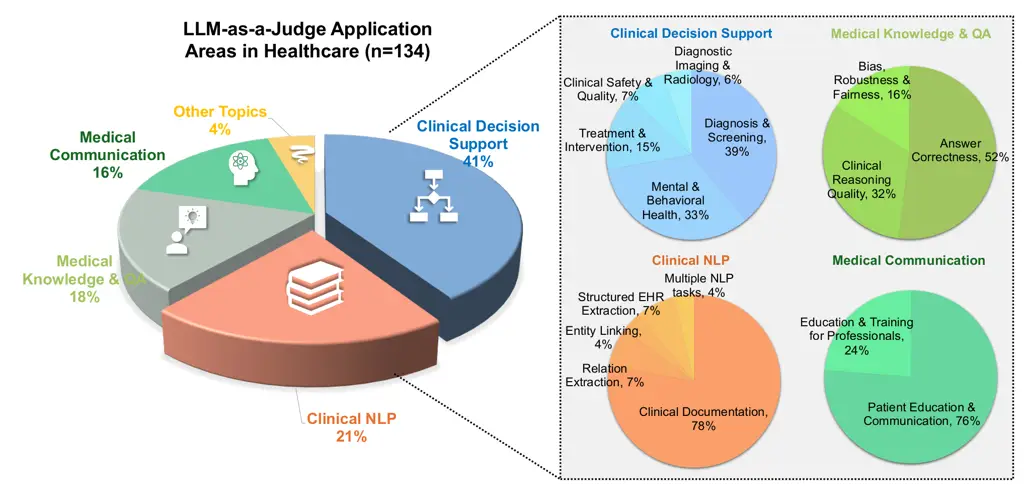 LLM-as-a-Judge Application
Areas in Healthcare (n=134)
Other Topics
4%
Medical
Communication
16%
Clinical Decision
Support
41%
Medical
Knowledge & QA
18%
Clinical NLP
21%
Clinical Decision Support
Diagnostic
Imaging &
Radiology, 6%
Clinical Safety &
Quality, 7%
Treatment &
Intervention, 15%
Diagnosis &
Screening,
39%
Mental &
Behavioral
Health, 33%
Medical Knowledge & QA
Bias,
Robustness &
Fairness, 16%
Answer
Correctness, 52%
Clinical
Reasoning
Quality, 32%
Clinical NLP
Multiple NLP
tasks, 4%
Structured EHR
Extraction, 7%
Entity Linking,
4%
Relation
Extraction, 7%
Clinical Documentation,
78%
Medical Communication
Education & Training
for Professionals,
24%
Patient Education &
Communication, 76%